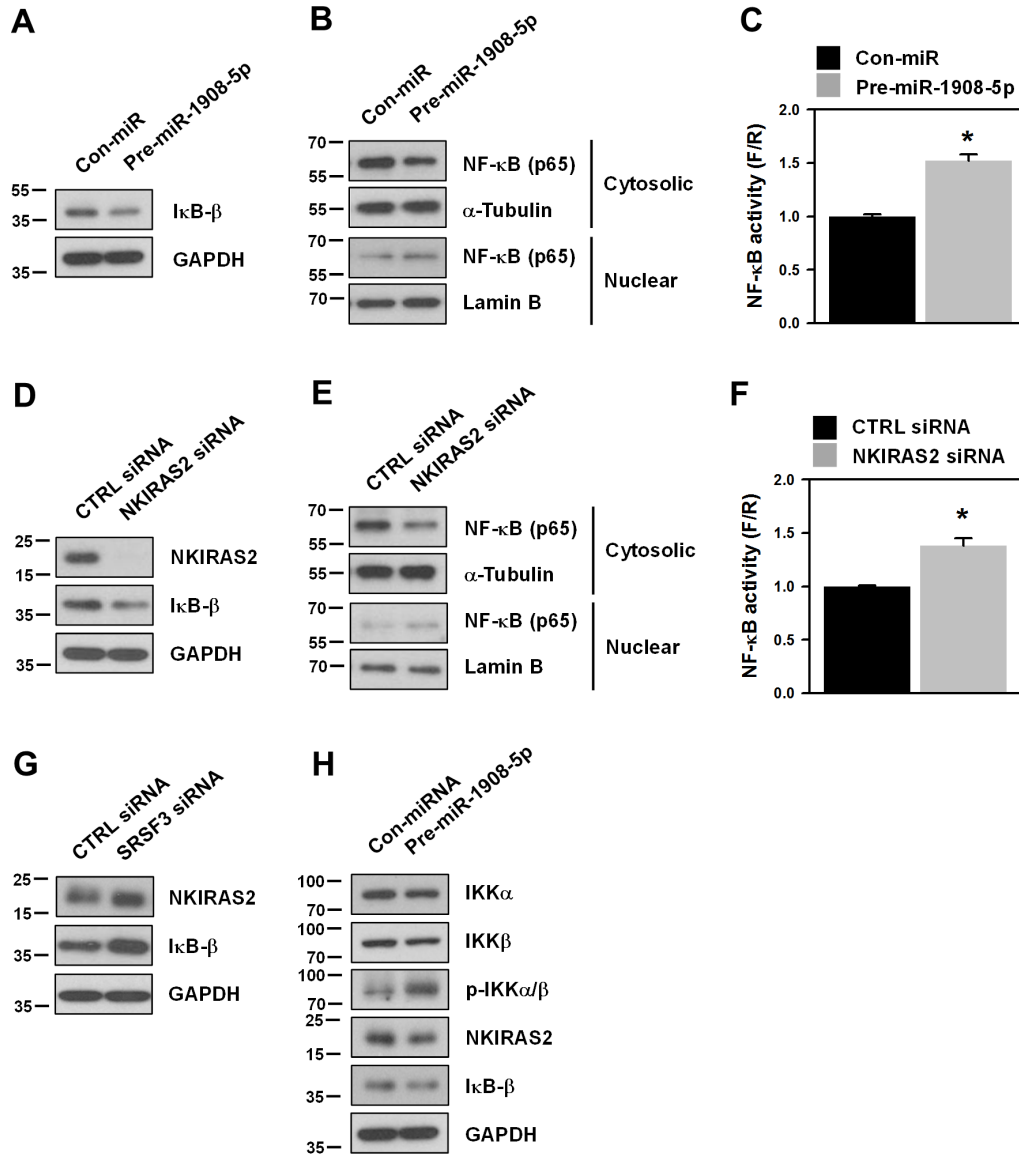 A
Con-miR
Pre-miR-1908-5p
55
35
IκB-β
35
GAPDH
B
Con-miR
Pre-miR-1908-5p
70
55
NF-κB (p65)
55
α-Tubulin
Cytosolic
70
55
NF-κB (p65)
70
Lamin B
Nuclear
C
Con-miR
Pre-miR-1908-5p
NF-κB activity (F/R)
2.0
1.5
1.0
0.5
0.0
*
D
CTRL siRNA
NKIRAS2 siRNA
25
15
NKIRAS2
35
IκB-β
35
GAPDH
E
CTRL siRNA
NKIRAS2 siRNA
70
55
NF-κB (p65)
55
α-Tubulin
Cytosolic
70
55
NF-κB (p65)
70
Lamin B
Nuclear
F
CTRL siRNA
NKIRAS2 siRNA
NF-κB activity (F/R)
2.0
1.5
1.0
0.5
0.0
*
G
CTRL siRNA
SRSF3 siRNA
25
15
NKIRAS2
35
IκB-β
35
GAPDH
H
Con-miRNA
Pre-miR-1908-5p
100
70
IKKα
100
70
IKKβ
100
70
p-IKKα/β
25
15
NKIRAS2
35
IκB-β
35
GAPDH